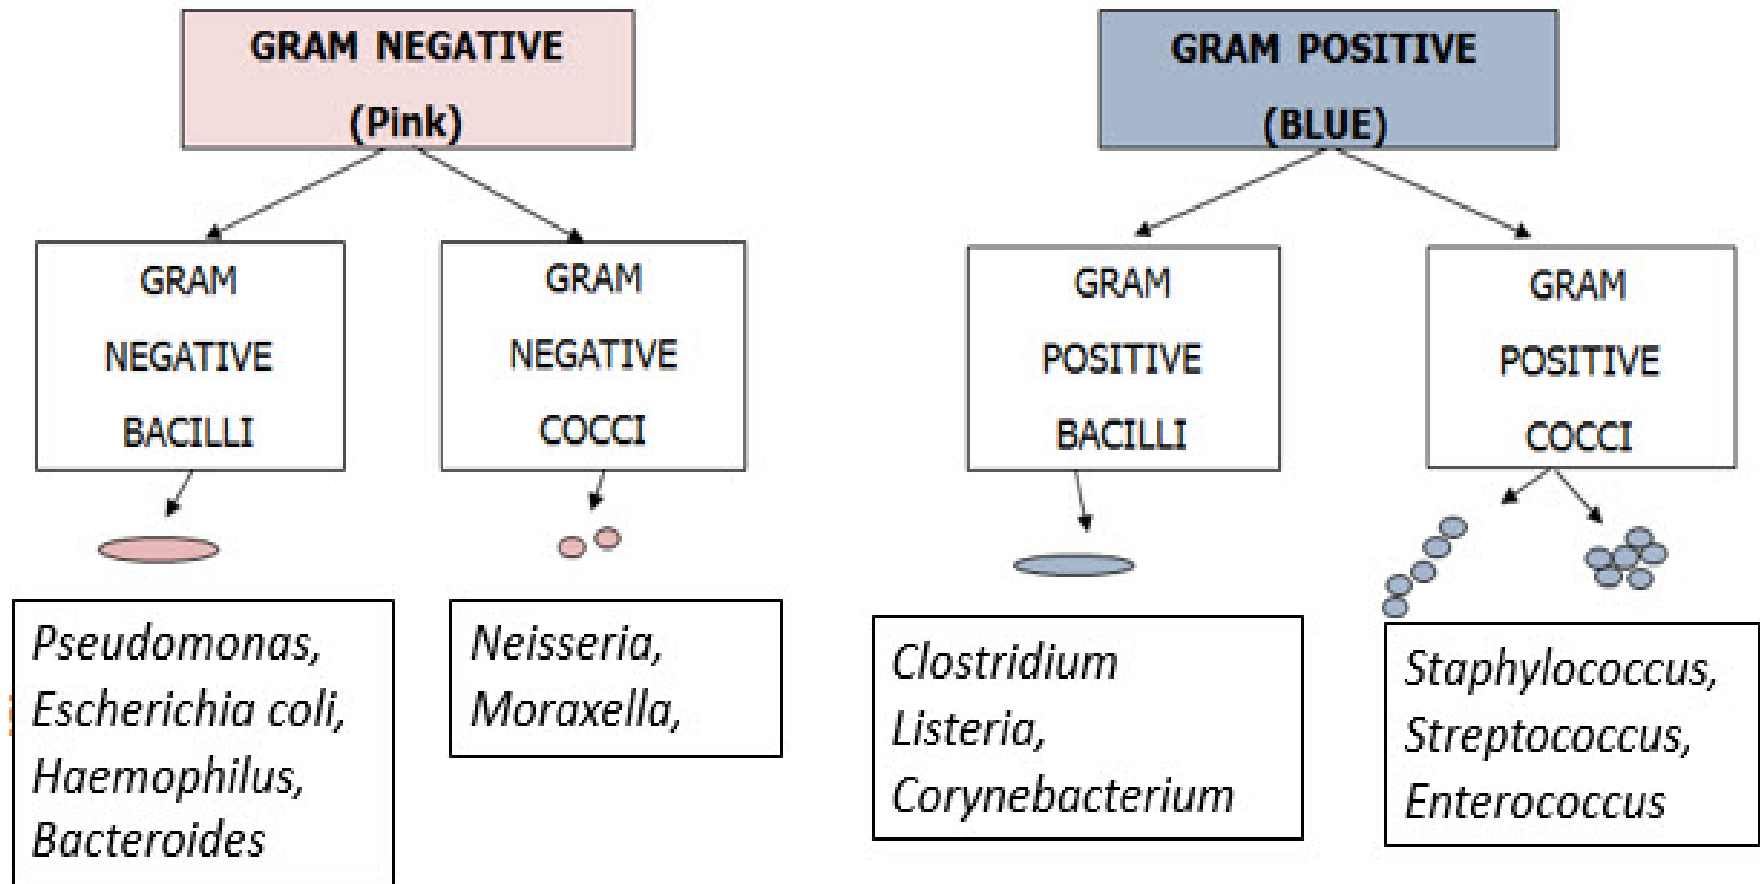 GRAM NEGATIVE
(Pink)
GRAM POSITIVE
(BLUE)
GRAM
NEGATIVE
BACILLI
GRAM
NEGATIVE
COCCI
GRAM
POSITIVE
BACILLI
GRAM
POSITIVE
COCCI
Pseudomonas,
Escherichia coli,
Haemophilus,
Bacteroides
Neisseria,
Moraxella,
Clostridium
Listeria,
Corynebacterium
Staphylococcus,
Streptococcus,
Enterococcus